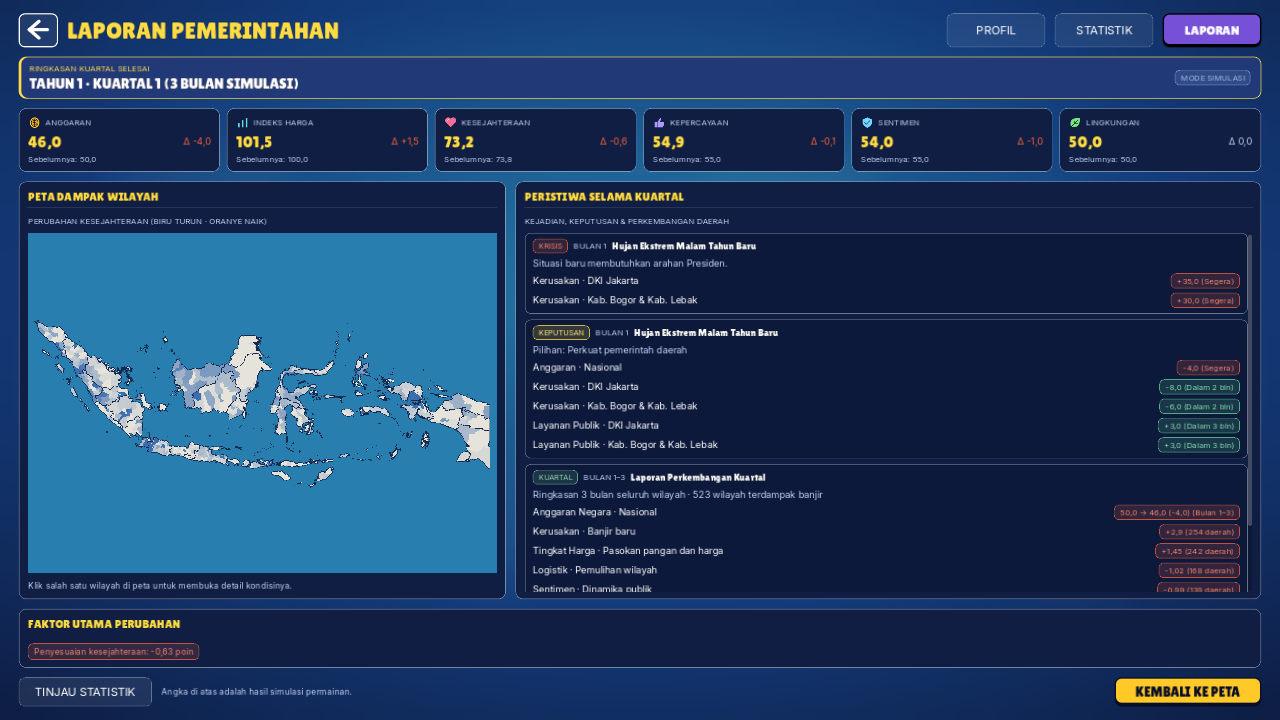 LAPORAN PEMERINTAHAN
PROFIL
STATISTIK
LAPORAN
RINGKASAN KUARTAL SELESAI
TAHUN 1 · KUARTAL 1 (3 BULAN SIMULASI)
MODE SIMULASI
ANGGARAN
46,0
Δ -4,0
Sebelumnya: 50,0
INDEKS HARGA
101,5
Δ +1,5
Sebelumnya: 100,0
KESEJAHTERAAN
73,2
Δ -0,6
Sebelumnya: 73,8
KEPERCAYAAN
54,9
Δ -0,1
Sebelumnya: 55,0
SENTIMEN
54,0
Δ -1,0
Sebelumnya: 55,0
LINGKUNGAN
50,0
Δ 0,0
Sebelumnya: 50,0
PETA DAMPAK WILAYAH
PERUBAHAN KESEJAHTERAAN (BIRU TURUN · ORANYE NAIK)
Klik salah satu wilayah di peta untuk membuka detail kondisinya.
PERISTIWA SELAMA KUARTAL
KEJADIAN, KEPUTUSAN & PERKEMBANGAN DAERAH
KRISIS BULAN 1 Hujan Ekstrem Malam Tahun Baru
Situasi baru membutuhkan arahan Presiden.
Kerusakan · DKI Jakarta +35,0 (Segera)
Kerusakan · Kab. Bogor & Kab. Lebak +30,0 (Segera)
KEPUTUSAN BULAN 1 Hujan Ekstrem Malam Tahun Baru
Pilihan: Perkuat pemerintah daerah
Anggaran · Nasional -4,0 (Segera)
Kerusakan · DKI Jakarta -8,0 (Dalam 2 bln)
Kerusakan · Kab. Bogor & Kab. Lebak -6,0 (Dalam 2 bln)
Layanan Publik · DKI Jakarta +3,0 (Dalam 3 bln)
Layanan Publik · Kab. Bogor & Kab. Lebak +3,0 (Dalam 3 bln)
KUARTAL BULAN 1–3 Laporan Perkembangan Kuartal
Ringkasan 3 bulan seluruh wilayah · 523 wilayah terdampak banjir
Anggaran Negara · Nasional 50,0 → 46,0 (-4,0) (Bulan 1–3)
Kerusakan · Banjir baru +2,9 (254 daerah)
Tingkat Harga · Pasokan pangan dan harga +1,45 (242 daerah)
Logistik · Pemulihan wilayah -1,02 (168 daerah)
Sentimen · Dinamika publik -0,99 (139 daerah)
FAKTOR UTAMA PERUBAHAN
Penyesuaian kesejahteraan: -0,63 poin
TINJAU STATISTIK
Angka di atas adalah hasil simulasi permainan.
KEMBALI KE PETA